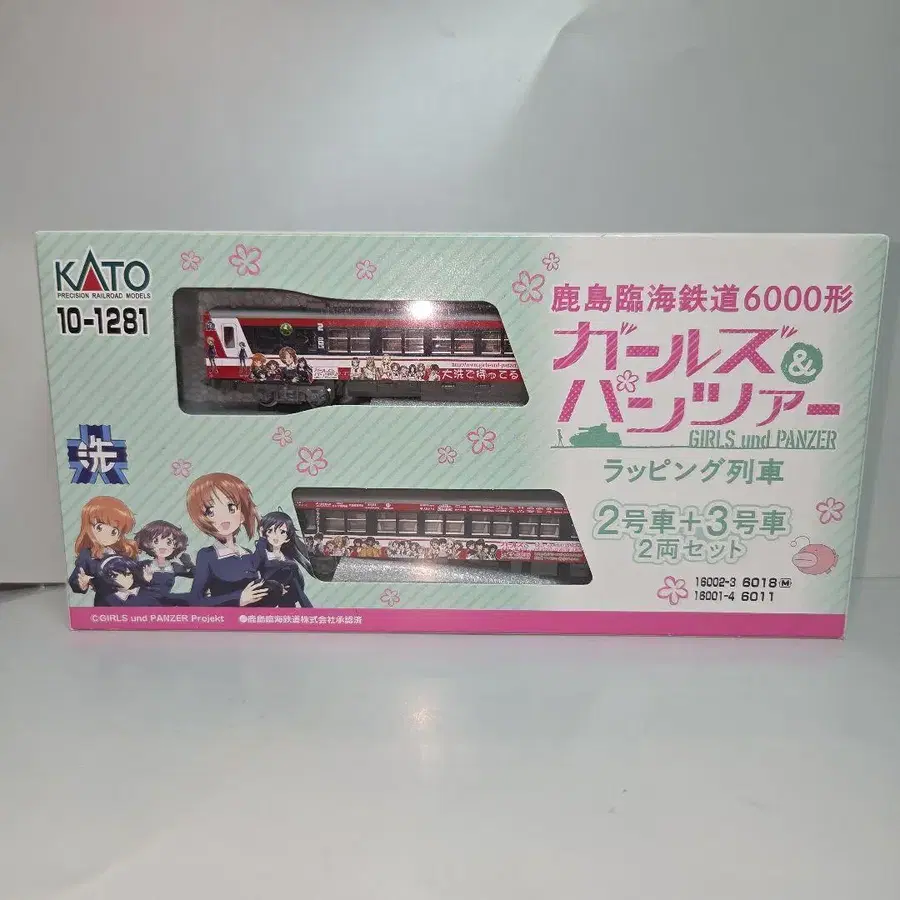 KATO
PRECISION RAILROAD MODELS
10-1281
鹿島臨海鉄道6000形
ガールズ&
パンツァー
GIRLS und PANZER
ラッピング列車
2号車+3号車
2両セット
16002-3 6018 M
16001-4 6011
大洗で待ってる
洗
©GIRLS und PANZER Projekt
鹿島臨海鉄道株式会社承認済